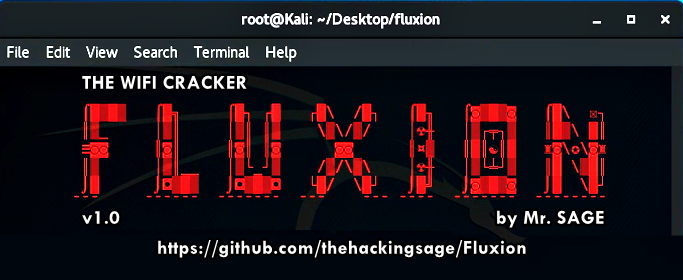 root@Kali: ~/Desktop/fluxion
File Edit View Search Terminal Help
THE WIFI CRACKER
FLUXION
v1.0 by Mr. SAGE
https://github.com/thehackingsage/Fluxion